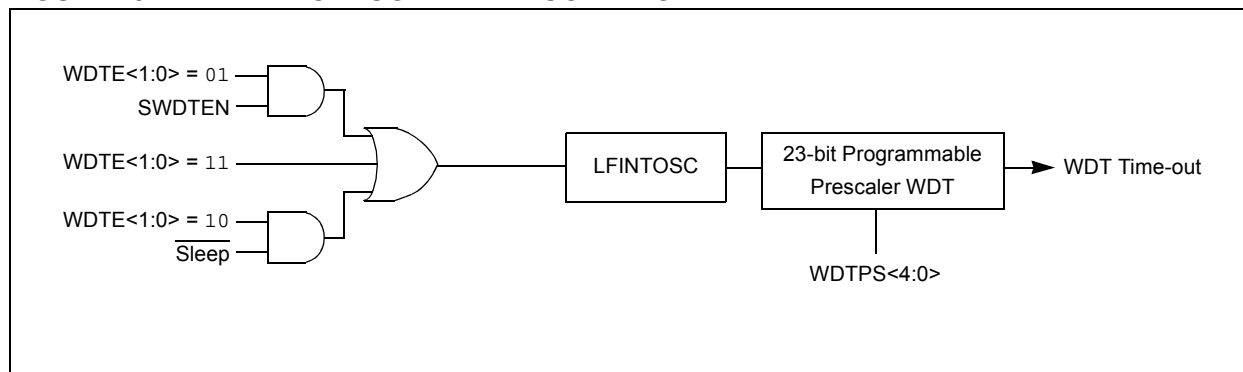 WDTE<1:0> = 01
SWDTEN
WDTE<1:0> = 11
WDTE<1:0> = 10
Sleep
LFINTOSC
23-bit Programmable
Prescaler WDT
WDT Time-out
WDTPS<4:0>